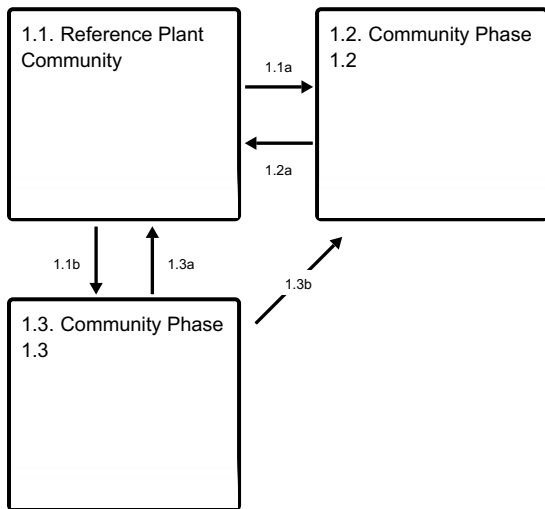 1.1. Reference Plant
Community
1.1a
1.2. Community Phase
1.2
1.2a
1.1b
1.3a
1.3b
1.3. Community Phase
1.3